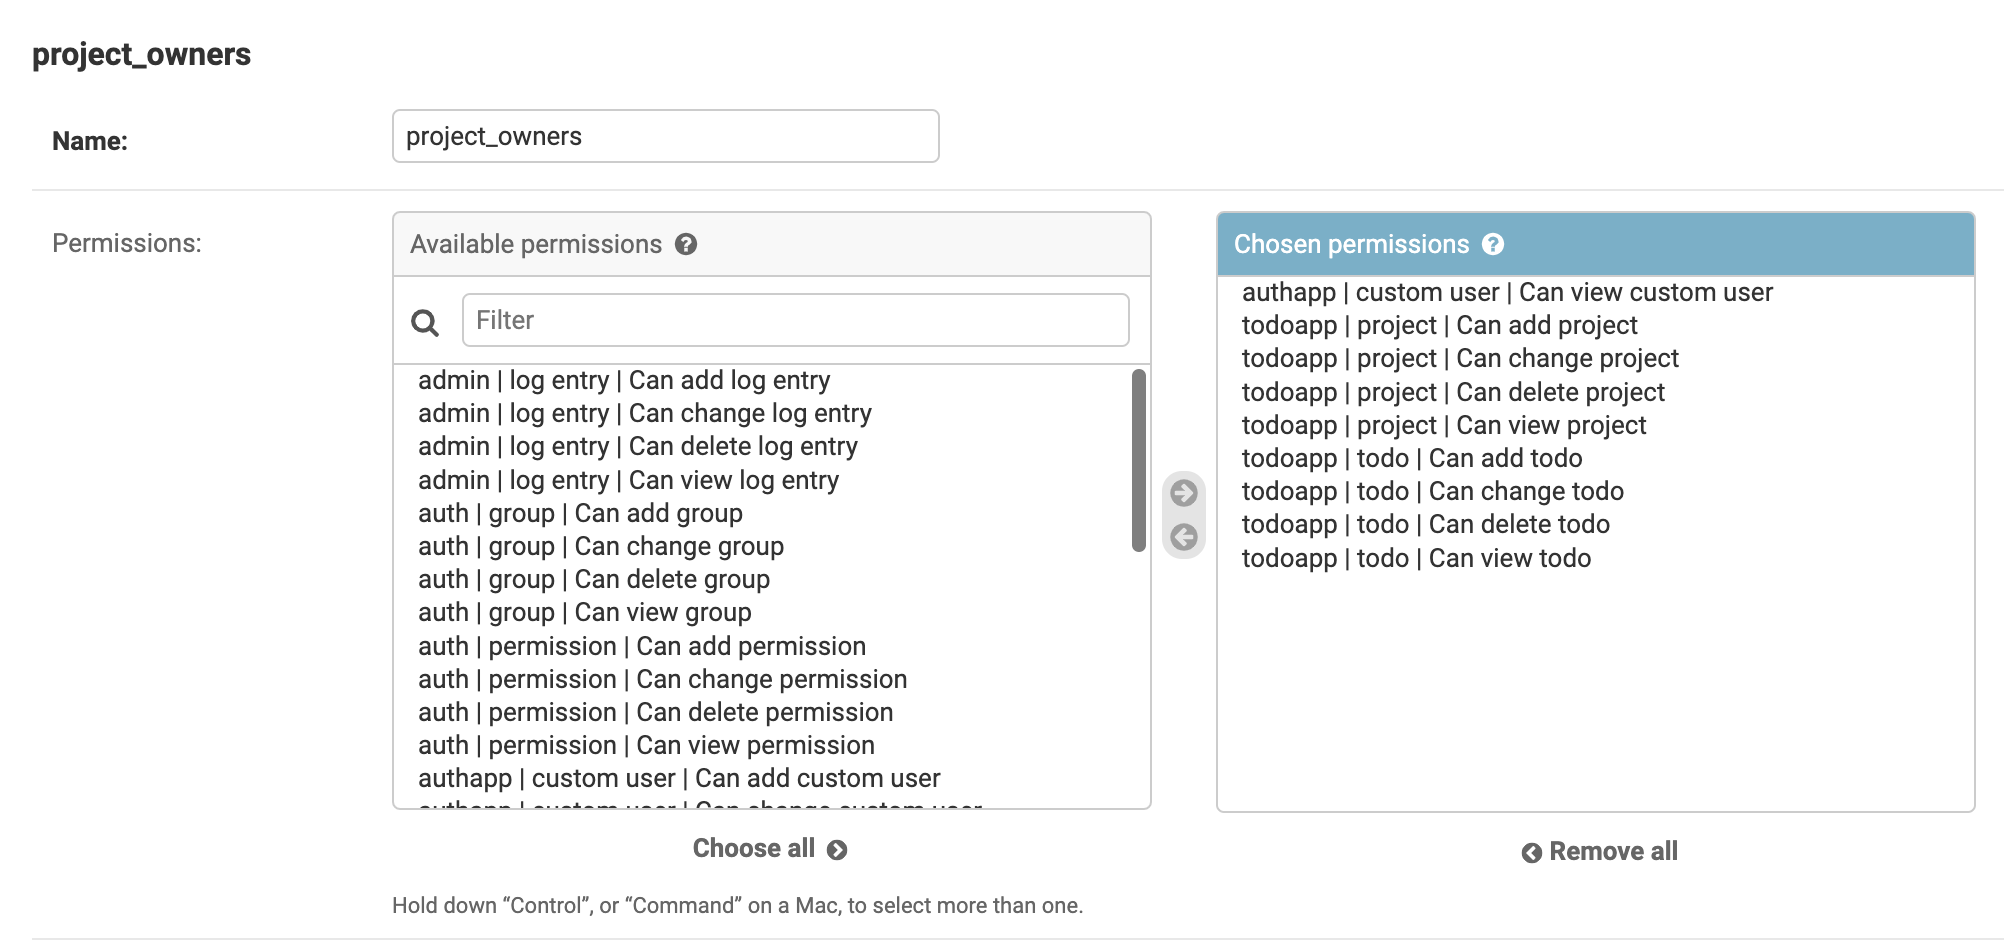 project_owners
Name:
project_owners
Permissions:
Available permissions
Filter
admin | log entry | Can add log entry
admin | log entry | Can change log entry
admin | log entry | Can delete log entry
admin | log entry | Can view log entry
auth | group | Can add group
auth | group | Can change group
auth | group | Can delete group
auth | group | Can view group
auth | permission | Can add permission
auth | permission | Can change permission
auth | permission | Can delete permission
auth | permission | Can view permission
authapp | custom user | Can add custom user
authapp | custom user | Can change custom user
Choose all
Hold down “Control”, or “Command” on a Mac, to select more than one.
Chosen permissions
authapp | custom user | Can view custom user
todoapp | project | Can add project
todoapp | project | Can change project
todoapp | project | Can delete project
todoapp | project | Can view project
todoapp | todo | Can add todo
todoapp | todo | Can change todo
todoapp | todo | Can delete todo
todoapp | todo | Can view todo
Remove all